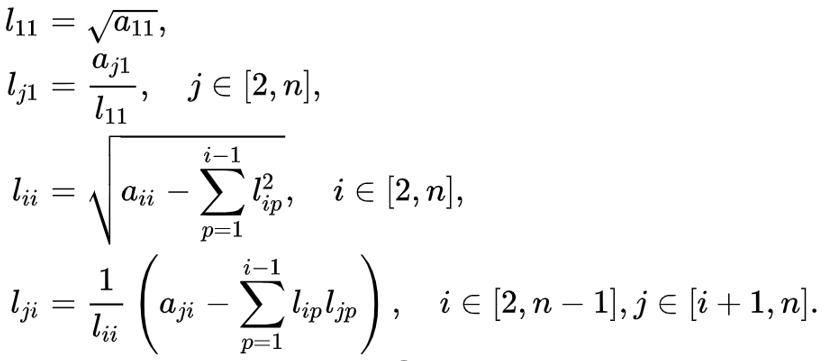 l_{11} = \sqrt{a_{11}},
l_{j1} = \frac{a_{j1}}{l_{11}}, \quad j \in [2, n],
l_{ii} = \sqrt{a_{ii} - \sum_{p=1}^{i-1} l_{ip}^2}, \quad i \in [2, n],
l_{ji} = \frac{1}{l_{ii}} \left( a_{ji} - \sum_{p=1}^{i-1} l_{ip} l_{jp} \right), \quad i \in [2, n-1], j \in [i+1, n].